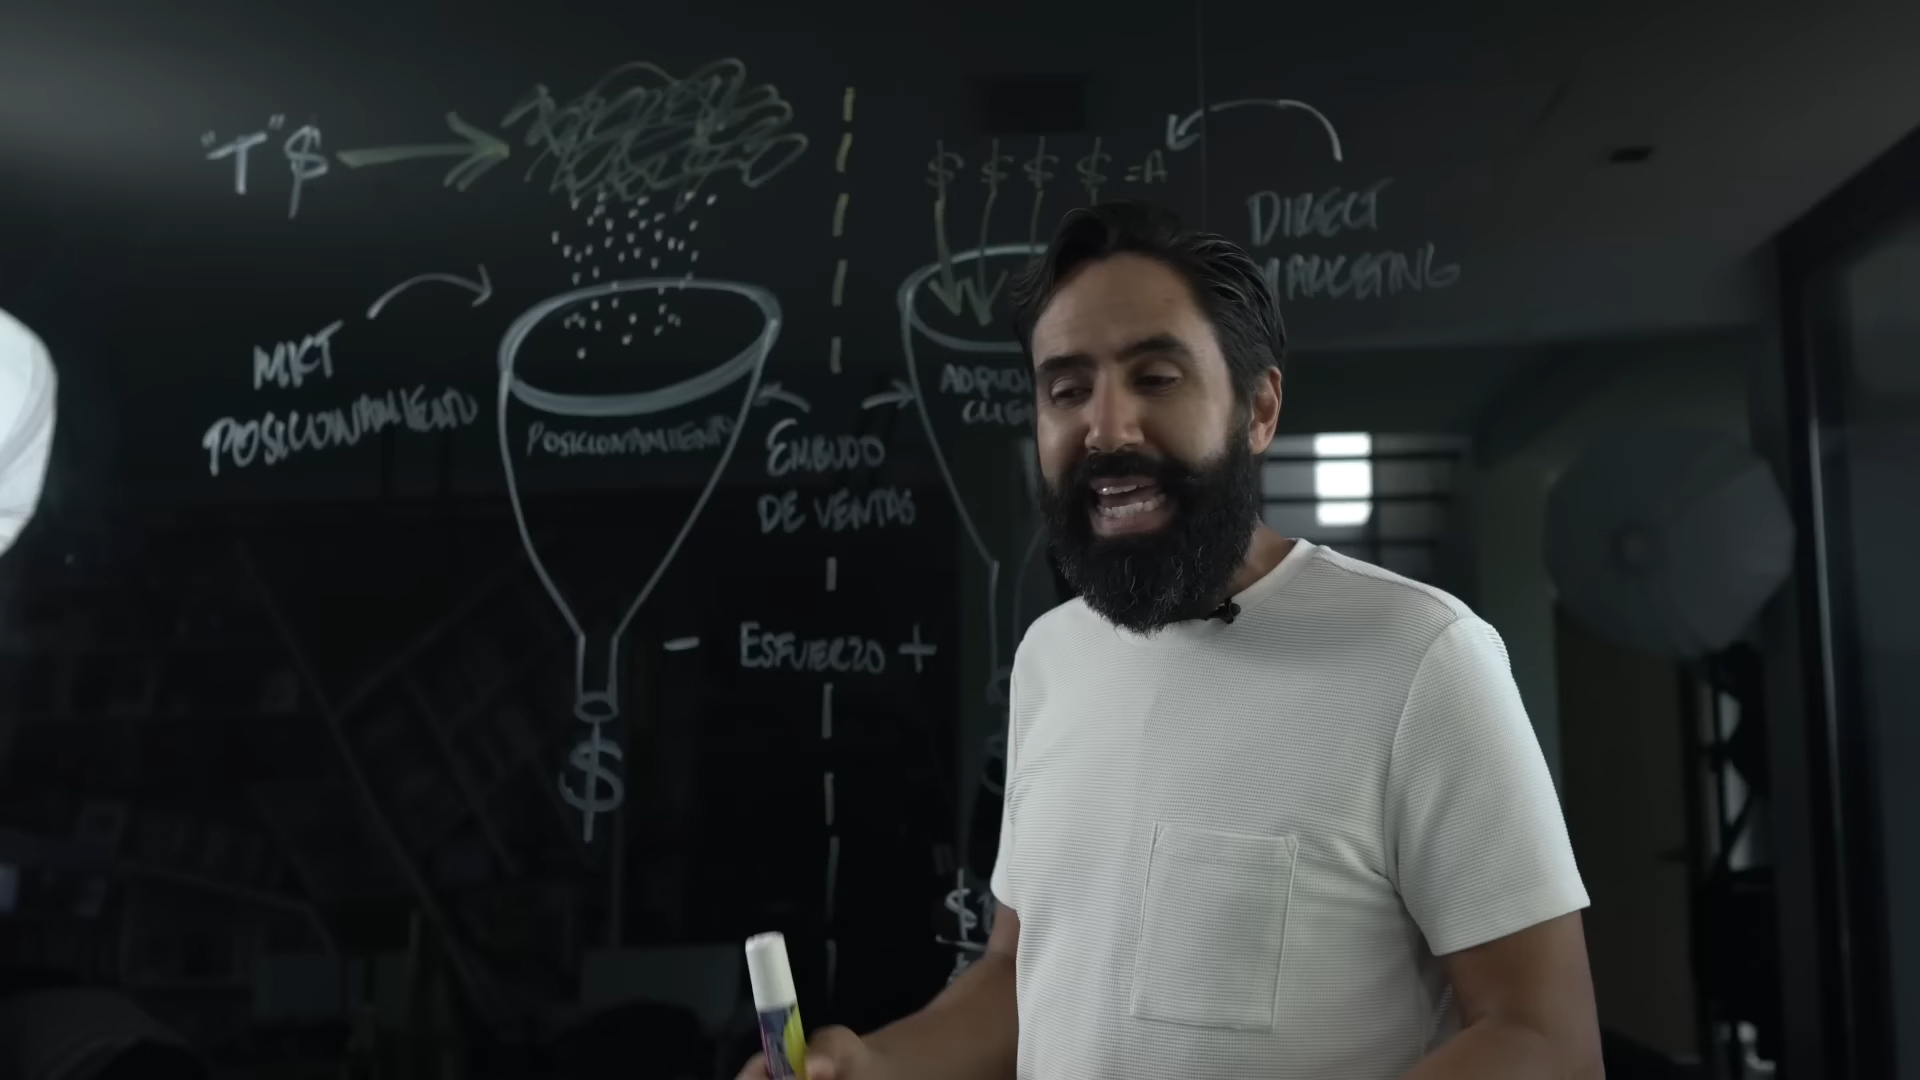 "T" $
$ $ $ $ =A
DIRECT
MARKETING
MKT
POSICIONAMIENTO
POSICIONAMIENTO
EMBUDO
DE VENTAS
- ESFUERZO +
$